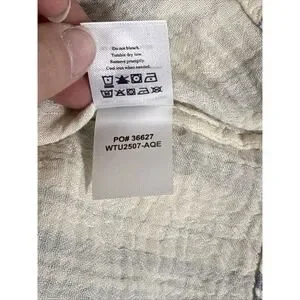 Do not bleach.
Tumble dry low.
Remove promptly.
Cool iron when needed.
PO# 36627
WTU2507-AQE